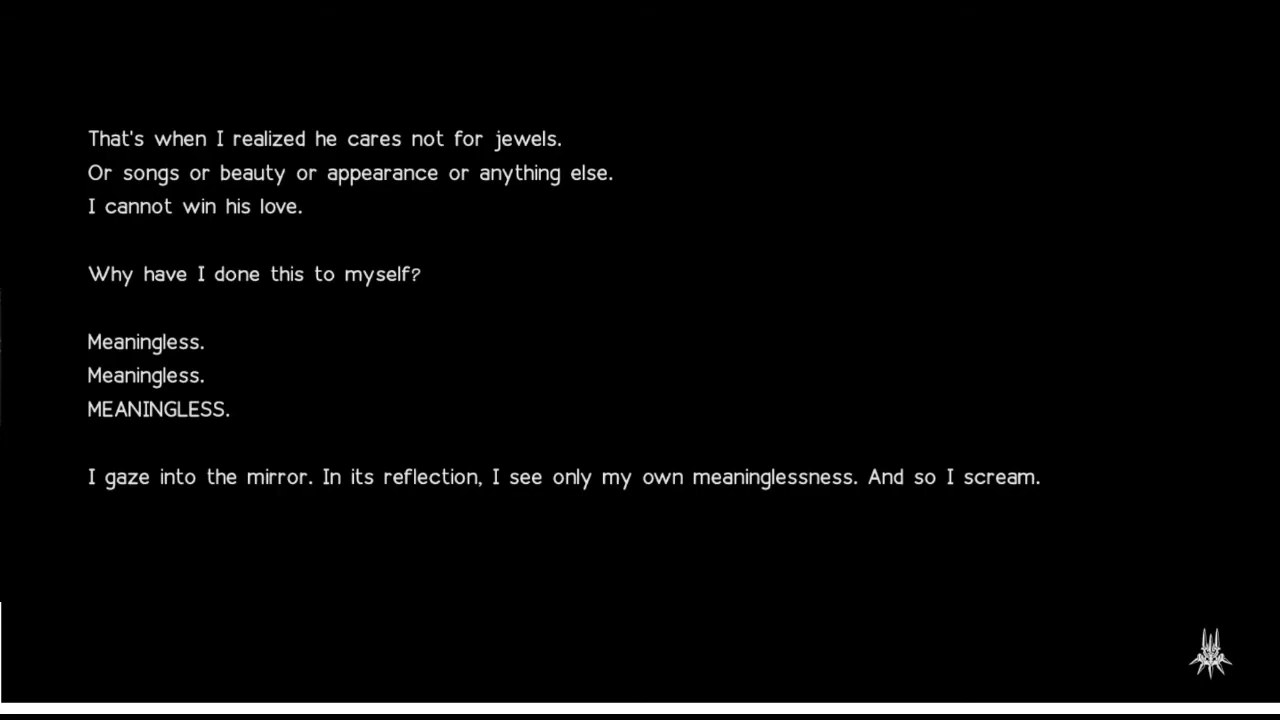 That's when I realized he cares not for jewels.
Or songs or beauty or appearance or anything else.
I cannot win his love.
Why have I done this to myself?
Meaningless.
Meaningless.
MEANINGLESS.
I gaze into the mirror. In its reflection, I see only my own meaninglessness. And so I scream.